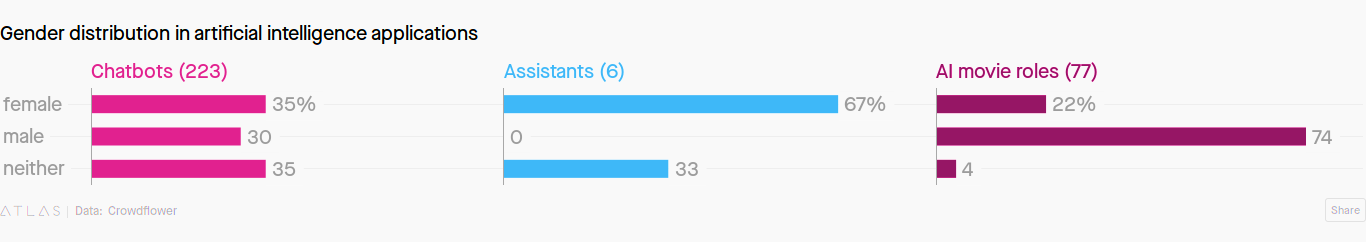 Gender distribution in artificial intelligence applications
Chatbots (223) Assistants (6) AI movie roles (77)
female 35% 67% 22%
male 30 0 74
neither 35 33 4
ATLAS | Data: Crowdflower Share